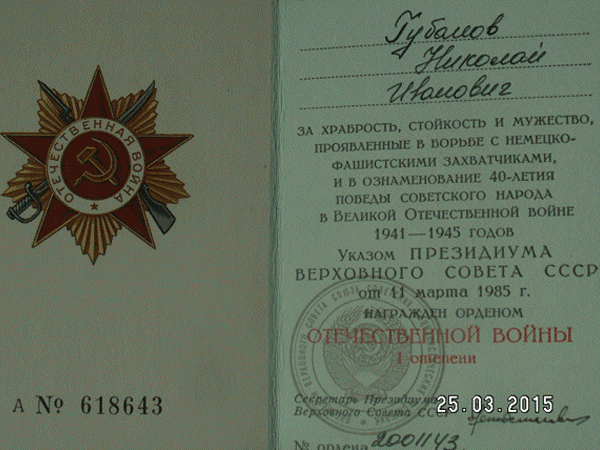 ОТЕЧЕСТВЕННАЯ ВОЙНА
А № 618643
Губанов
Николай
Иванович
ЗА ХРАБРОСТЬ, СТОЙКОСТЬ И МУЖЕСТВО,
ПРОЯВЛЕННЫЕ В БОРЬБЕ С НЕМЕЦКО-
ФАШИСТСКИМИ ЗАХВАТЧИКАМИ,
И В ОЗНАМЕНОВАНИЕ 40-ЛЕТИЯ
ПОБЕДЫ СОВЕТСКОГО НАРОДА
В ВЕЛИКОЙ ОТЕЧЕСТВЕННОЙ ВОЙНЕ
1941—1945 ГОДОВ
УКАЗОМ ПРЕЗИДИУМА
ВЕРХОВНОГО СОВЕТА СССР
от 11 марта 1985 г.
НАГРАЖДЕН ОРДЕНОМ
ОТЕЧЕСТВЕННОЙ ВОЙНЫ
I степени
Секретарь Президиума
Верховного Совета СССР
25.03.2015
№ ордена 2001143